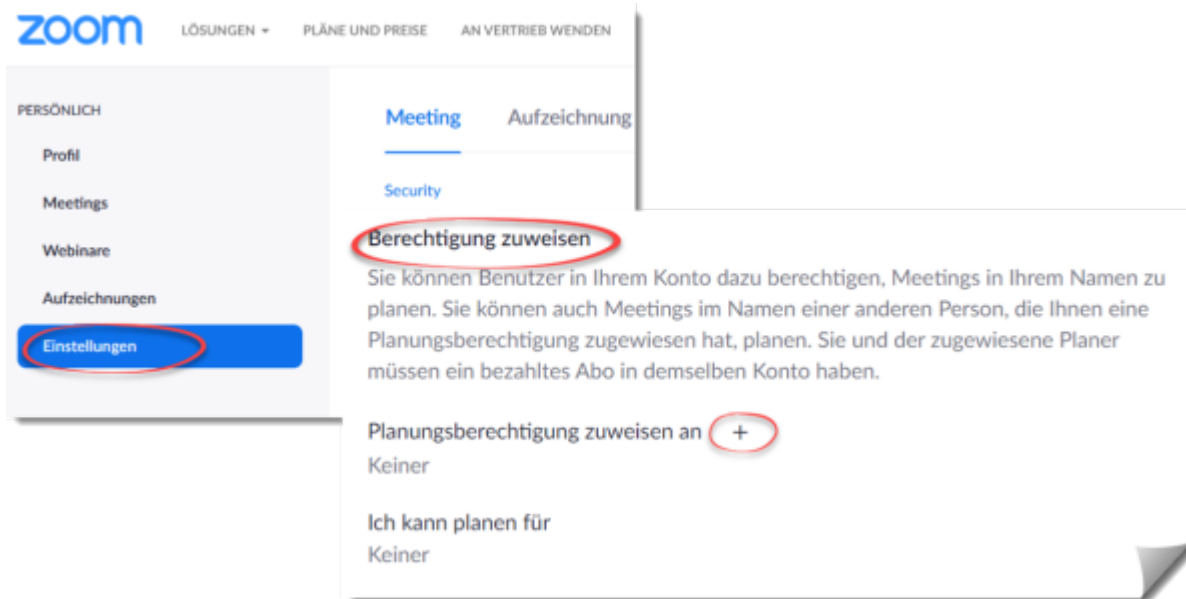 zoom LÖSUNGEN PLÄNE UND PREISE AN VERTRIEB WENDEN
PERSÖNLICH
Profil
Meetings
Webinare
Aufzeichnungen
Einstellungen
Meeting Aufzeichnung
Security
Berechtigung zuweisen
Sie können Benutzer in Ihrem Konto dazu berechtigen, Meetings in Ihrem Namen zu
planen. Sie können auch Meetings im Namen einer anderen Person, die Ihnen eine
Planungsberechtigung zugewiesen hat, planen. Sie und der zugewiesene Planer
müssen ein bezahltes Abo in demselben Konto haben.
Planungsberechtigung zuweisen an +
Keiner
Ich kann planen für
Keiner